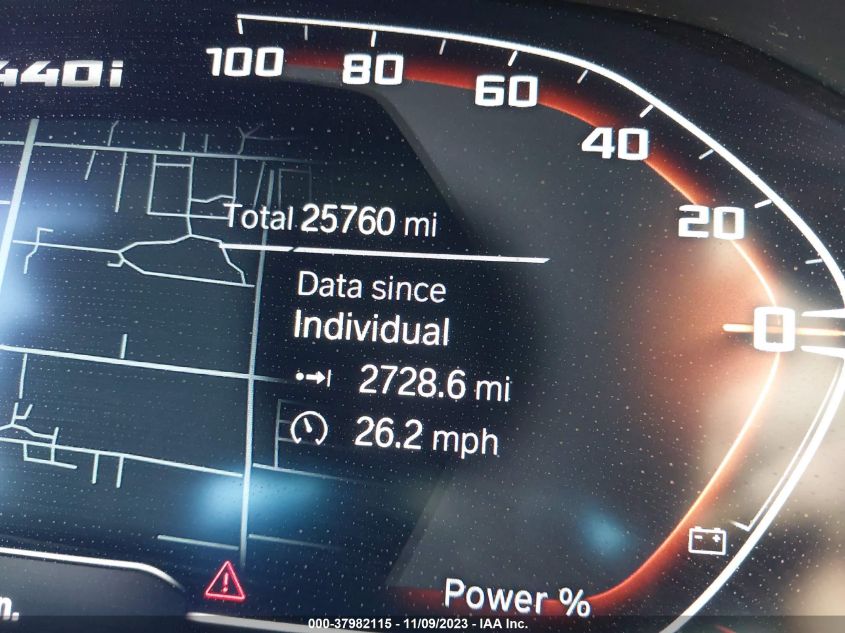 440i
100 80 60 40 20 0
Total 25760 mi
Data since
Individual
2728.6 mi
26.2 mph
Power %
000-37982115 - 11/09/2023 - IAA Inc.